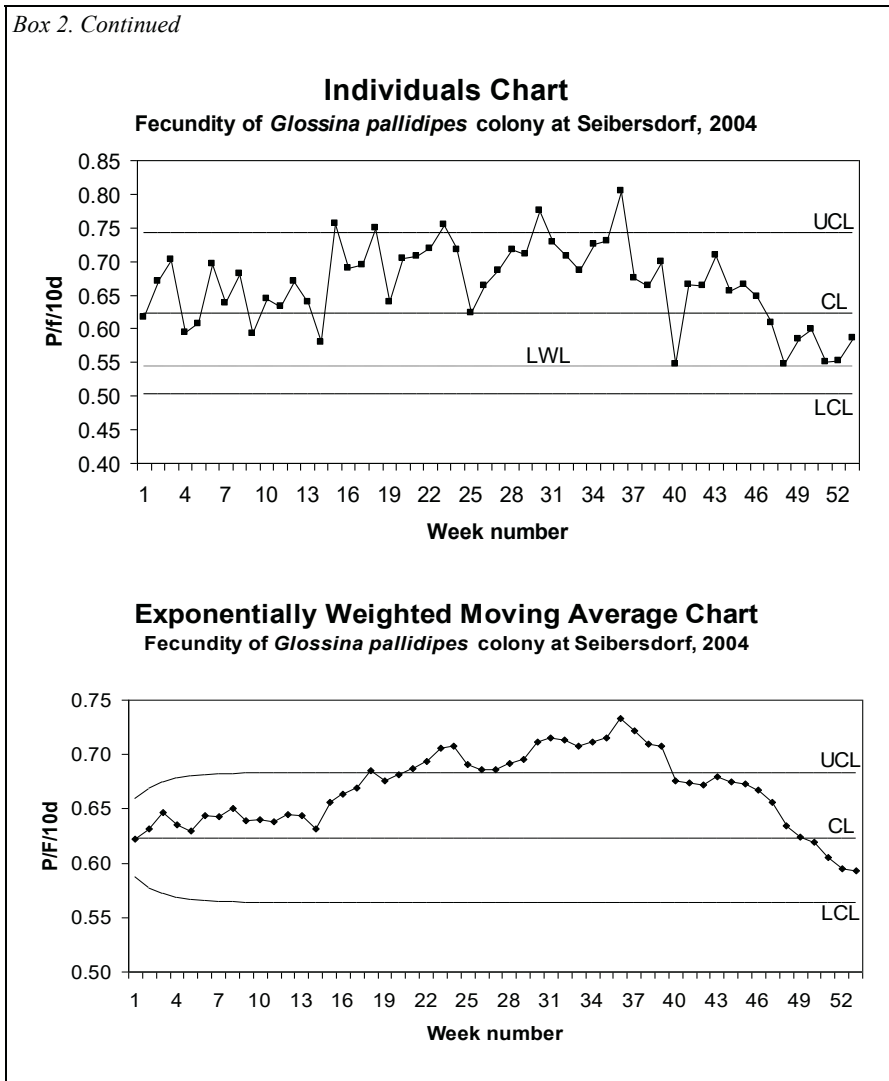 Box 2. Continued
Individuals Chart
Fecundity of Glossina pallidipes colony at Seibersdorf, 2004
0.85
0.80
0.75
0.70
0.65
0.60
0.55
0.50
0.45
0.40
P/f/10d
UCL
CL
LWL
LCL
1 4 7 10 13 16 19 22 25 28 31 34 37 40 43 46 49 52
Week number
Exponentially Weighted Moving Average Chart
Fecundity of Glossina pallidipes colony at Seibersdorf, 2004
0.75
0.70
0.65
0.60
0.55
0.50
P/F/10d
UCL
CL
LCL
1 4 7 10 13 16 19 22 25 28 31 34 37 40 43 46 49 52
Week number